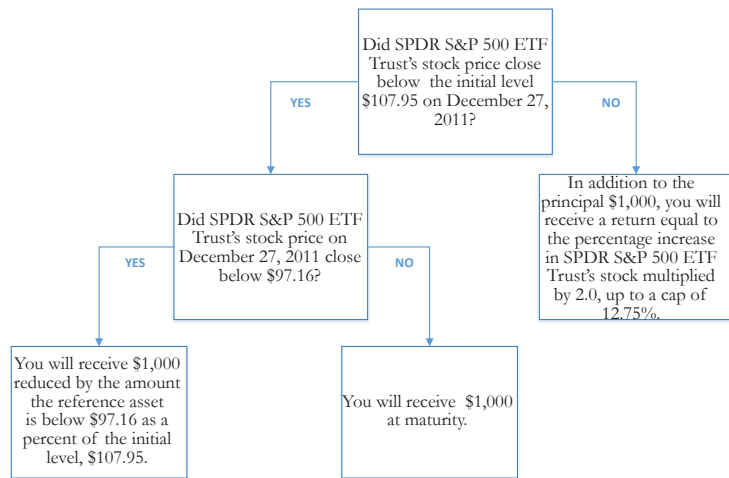 Did SPDR S&P 500 ETF
Trust's stock price close
below the initial level
$107.95 on December 27,
2011?
YES
NO
Did SPDR S&P 500 ETF
Trust's stock price on
December 27, 2011 close
below $97.16?
In addition to the
principal $1,000, you will
receive a return equal to
the percentage increase
in SPDR S&P 500 ETF
Trust's stock multiplied
by 2.0, up to a cap of
12.75%.
YES
NO
You will receive $1,000
reduced by the amount
the reference asset
is below $97.16 as a
percent of the initial
level, $107.95.
You will receive $1,000
at maturity.